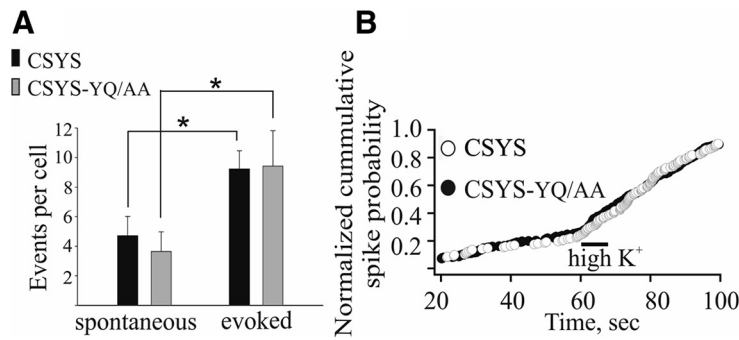 A
CSYS
CSYS-YQ/AA
*
*
Events per cell
12
10
8
6
4
2
spontaneous
evoked
B
Normalized cummulative
spike probability
1.0
0.8
0.6
0.4
0.2
CSYS
CSYS-YQ/AA
high K⁺
20
40
60
80
100
Time, sec